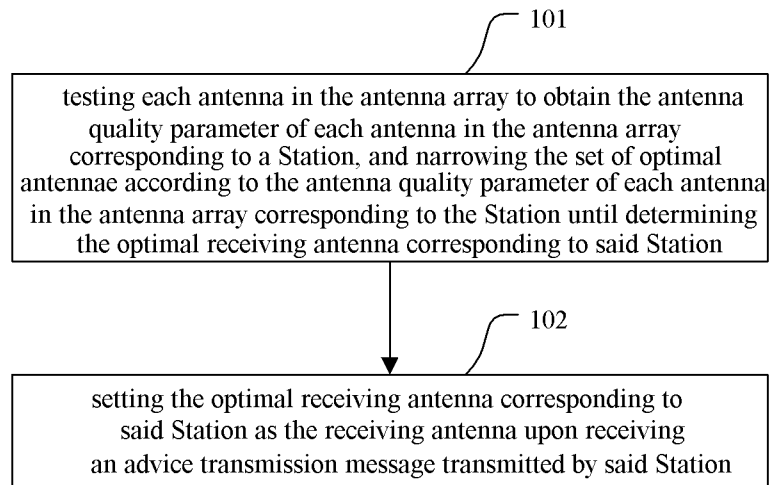 101
testing each antenna in the antenna array to obtain the antenna
quality parameter of each antenna in the antenna array
corresponding to a Station, and narrowing the set of optimal
antennae according to the antenna quality parameter of each antenna
in the antenna array corresponding to the Station until determining
the optimal receiving antenna corresponding to said Station
102
setting the optimal receiving antenna corresponding to
said Station as the receiving antenna upon receiving
an advice transmission message transmitted by said Station